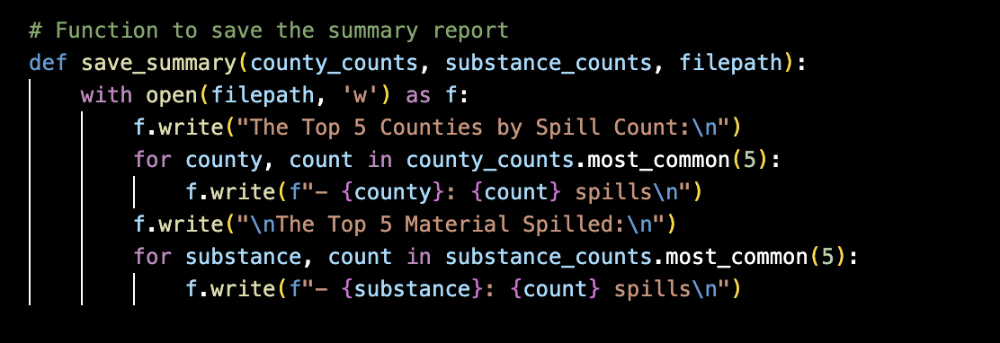 # Function to save the summary report
def save_summary(county_counts, substance_counts, filepath):
    with open(filepath, 'w') as f:
        f.write("The Top 5 Counties by Spill Count:\n")
        for county, count in county_counts.most_common(5):
            f.write(f"- {county}: {count} spills\n")
        f.write("\nThe Top 5 Material Spilled:\n")
        for substance, count in substance_counts.most_common(5):
            f.write(f"- {substance}: {count} spills\n")